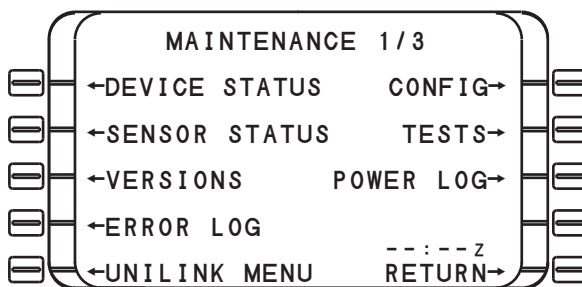 MAINTENANCE 1/3
←DEVICE STATUS CONFIG→
←SENSOR STATUS TESTS→
←VERSIONS POWER LOG→
←ERROR LOG
--:--Z
←UNILINK MENU RETURN→